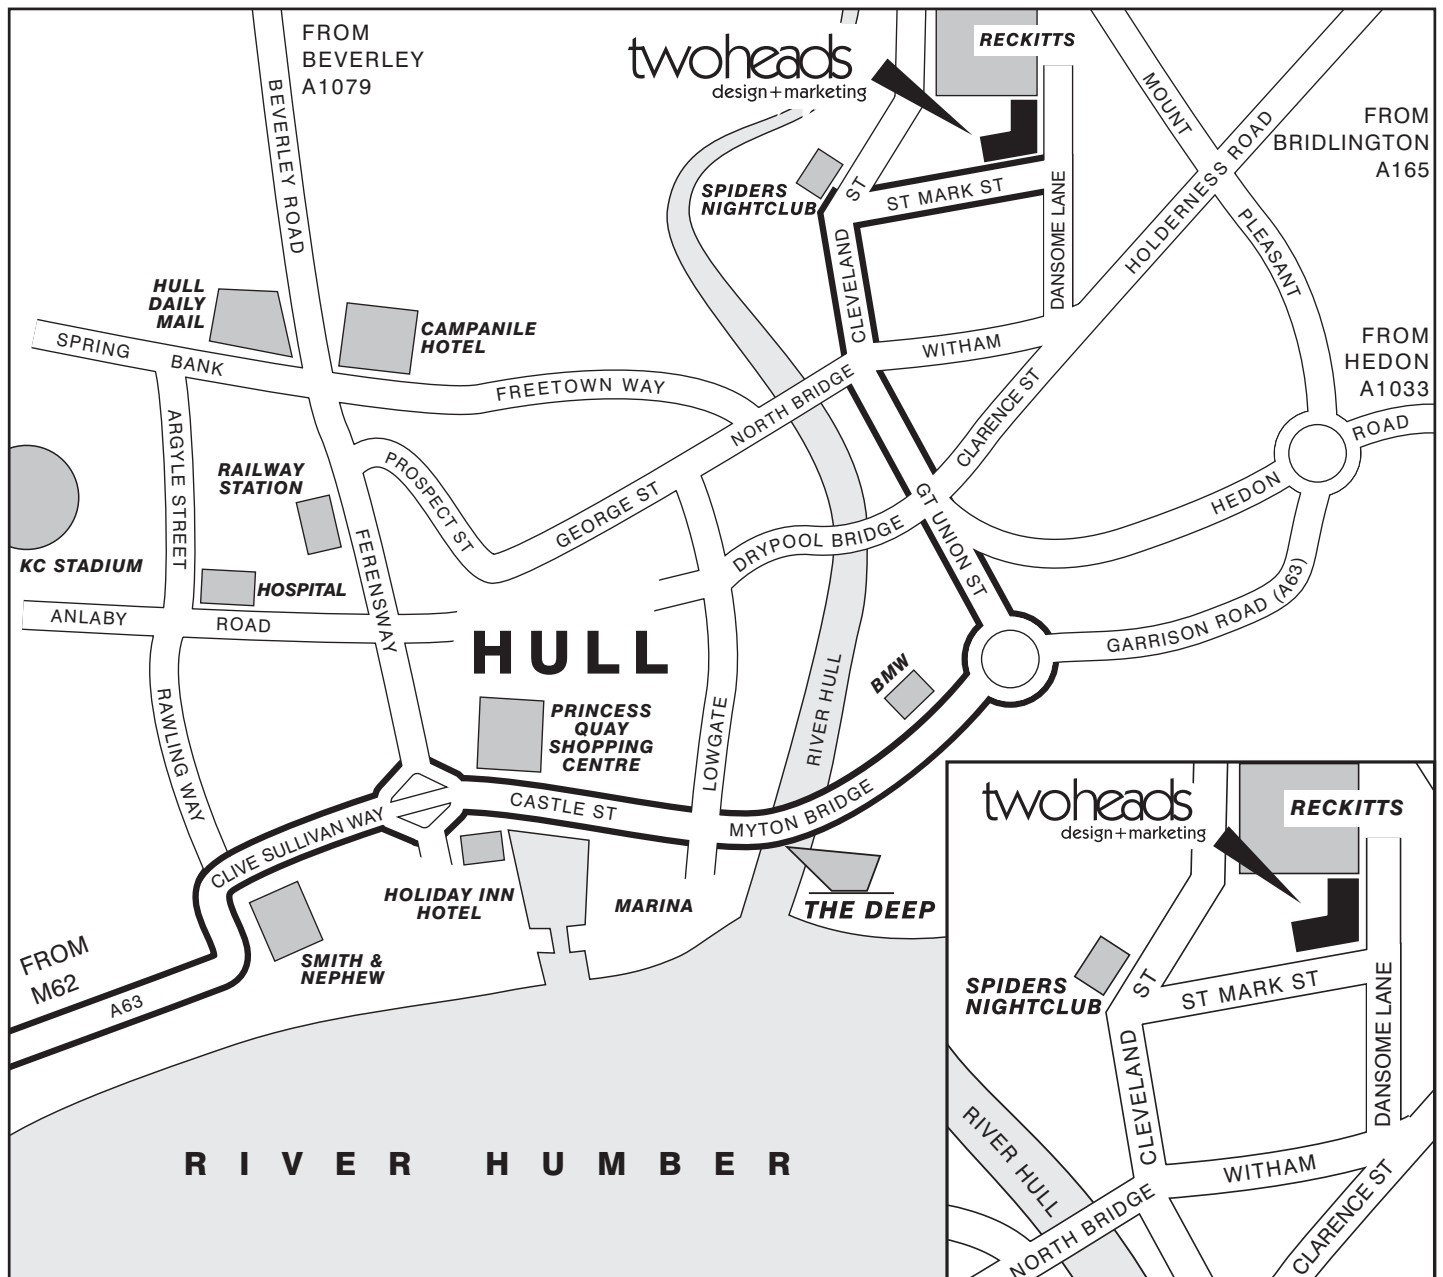 FROM
BEVERLEY
A1079
BEVERLEY ROAD
twoheads
design+marketing
RECKITTS
MOUNT
PLEASANT
HOLDERNESS ROAD
FROM
BRIDLINGTON
A165
SPIDERS
NIGHTCLUB
ST
CLEVELAND
ST MARK ST
DANSOME LANE
HULL
DAILY
MAIL
CAMPANILE
HOTEL
SPRING
BANK
FREETOWN WAY
NORTH BRIDGE
WITHAM
CLARENCE ST
FROM
HEDON
A1033
ROAD
HEDON
ARGYLE STREET
RAILWAY
STATION
PROSPECT ST
GEORGE ST
DRYPOOL BRIDGE
GT UNION ST
KC STADIUM
HOSPITAL
FERENSWAY
ANLABY
ROAD
HULL
GARRISON ROAD (A63)
RIVER HULL
BMW
RAWLING WAY
PRINCESS
QUAY
SHOPPING
CENTRE
LOWGATE
CLIVE SULLIVAN WAY
CASTLE ST
MYTON BRIDGE
HOLIDAY INN
HOTEL
MARINA
THE DEEP
SMITH &
NEPHEW
FROM
M62
A63
RIVER HUMBER
twoheads
design+marketing
RECKITTS
SPIDERS
NIGHTCLUB
ST
CLEVELAND
ST MARK ST
DANSOME LANE
RIVER HULL
NORTH BRIDGE
WITHAM
CLARENCE ST